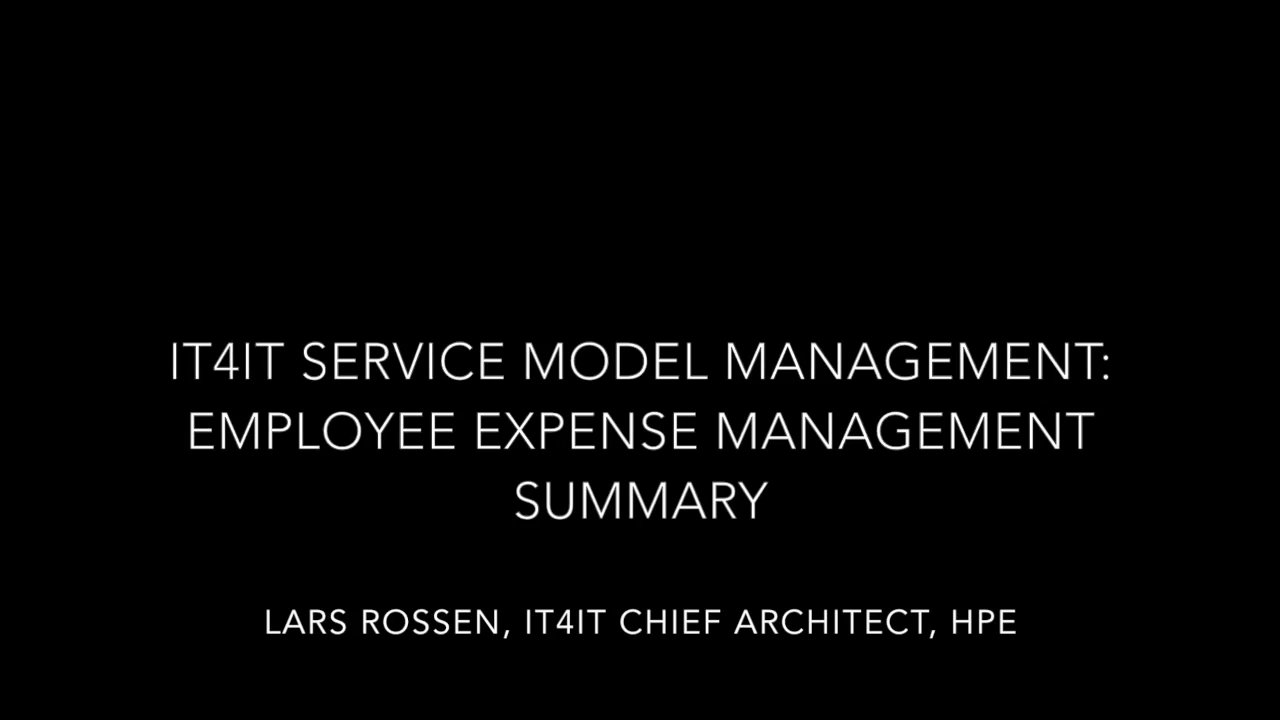 IT4IT SERVICE MODEL MANAGEMENT:
EMPLOYEE EXPENSE MANAGEMENT
SUMMARY
LARS ROSSEN, IT4IT CHIEF ARCHITECT, HPE